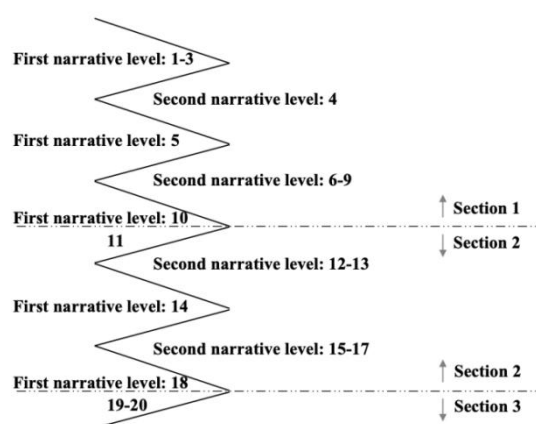 First narrative level: 1-3
Second narrative level: 4
First narrative level: 5
Second narrative level: 6-9
First narrative level: 10
Section 1
11
Section 2
Second narrative level: 12-13
First narrative level: 14
Second narrative level: 15-17
First narrative level: 18
Section 2
19-20
Section 3